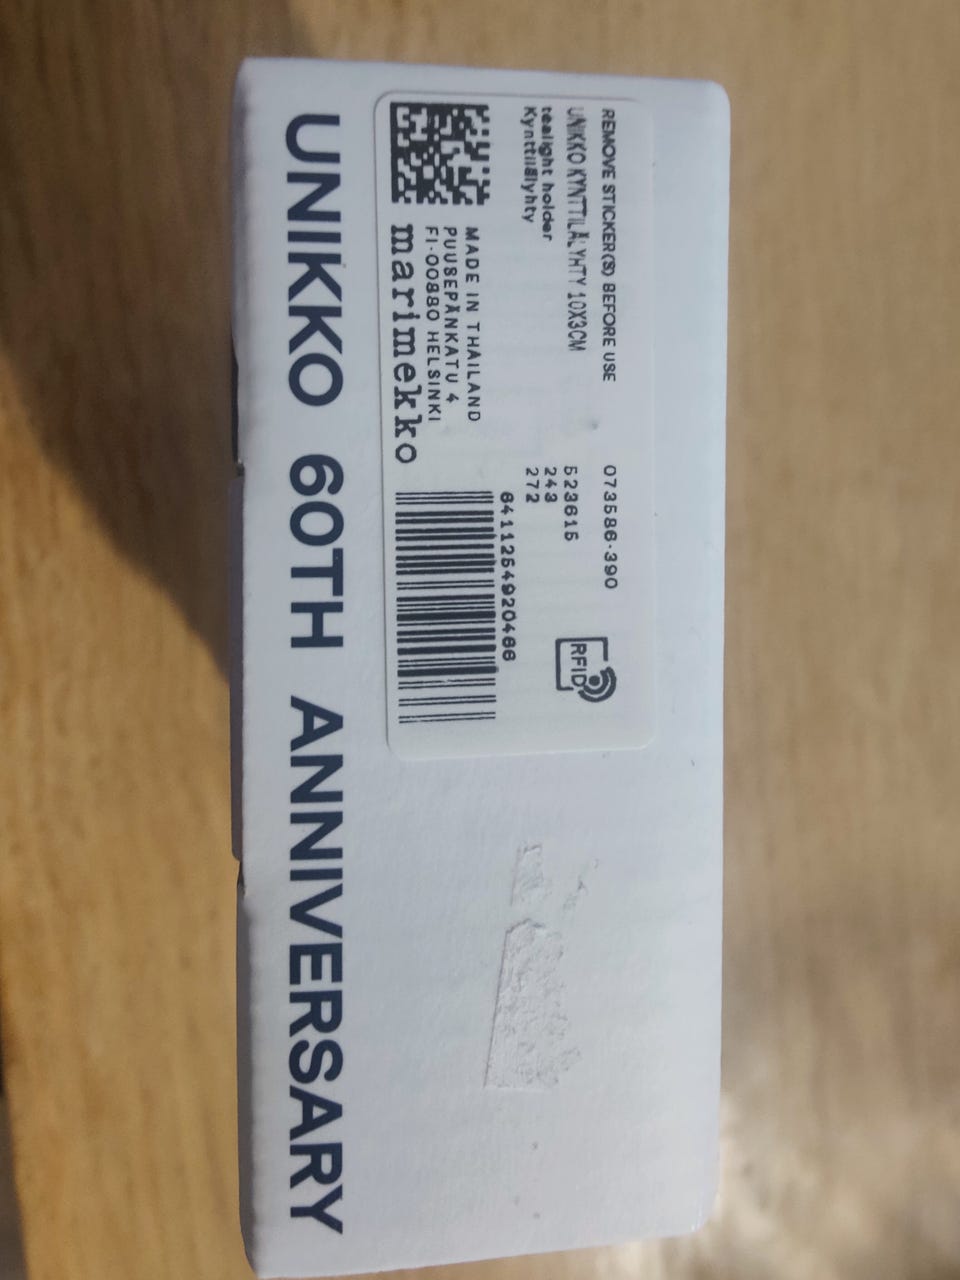 REMOVE STICKER(S) BEFORE USE
073586-390
UNIKKO KYNTTILÄLYHTY 10X3CM
523615
tealight holder
243
Kynttilälyhty
272
RFID
6411254920466
MADE IN THAILAND
PUUSEPÄNKATU 4
FI-00880 HELSINKI
marimekko
UNIKKO 60TH ANNIVERSARY